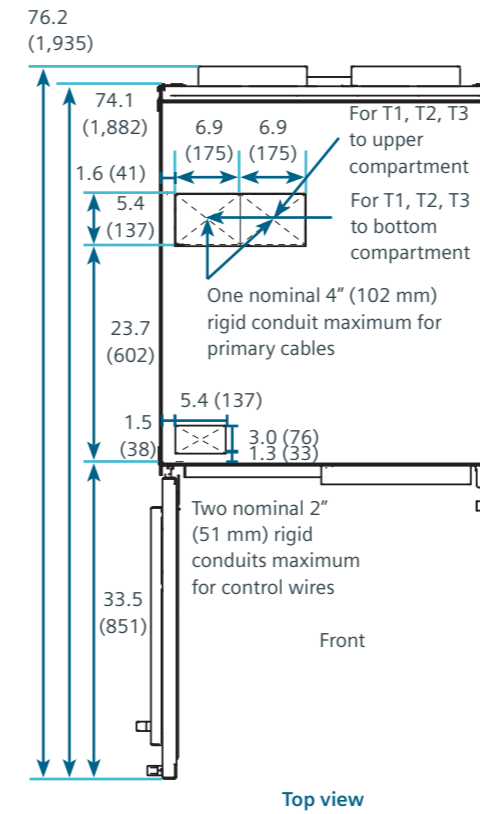 76.2
(1,935)
74.1
(1,882)
6.9
(175)
6.9
(175)
For T1, T2, T3
to upper
compartment
1.6 (41)
5.4
(137)
For T1, T2, T3
to bottom
compartment
One nominal 4” (102 mm)
rigid conduit maximum for
primary cables
23.7
(602)
5.4 (137)
1.5
(38)
3.0 (76)
1.3 (33)
Two nominal 2”
(51 mm) rigid
conduits maximum
for control wires
33.5
(851)
Front
Top view